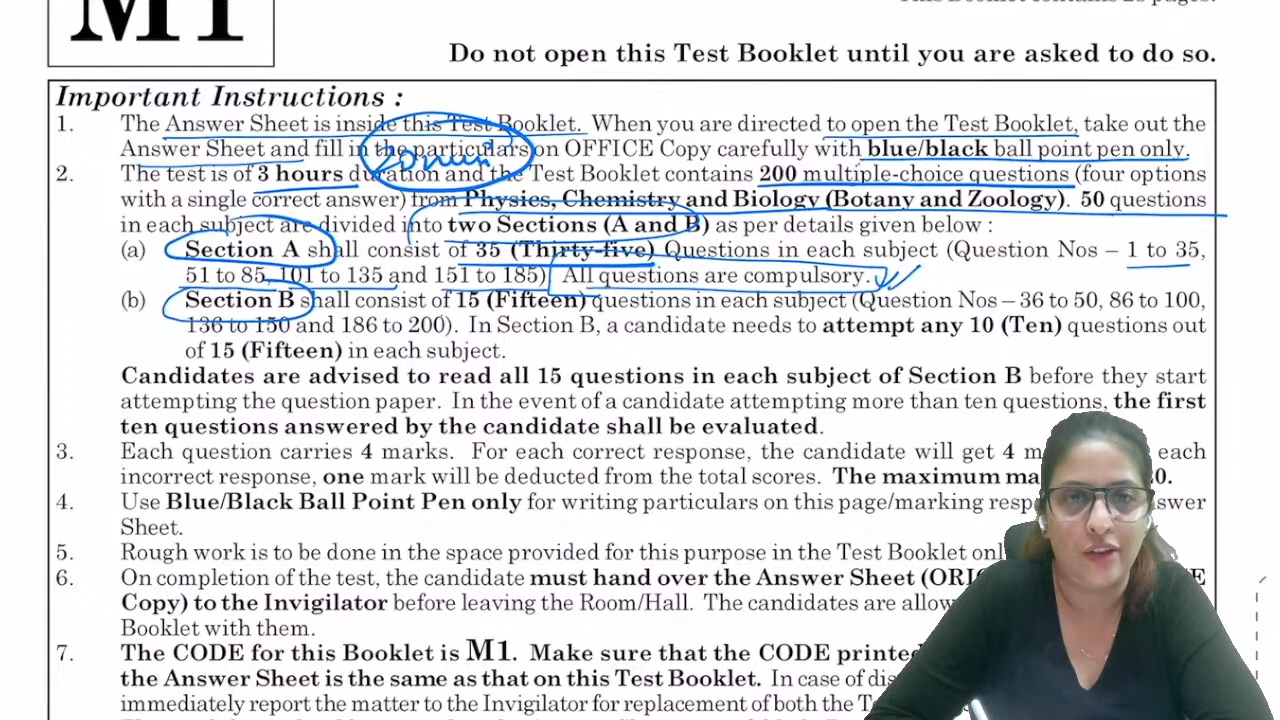 M1
This Booklet contains 28 pages.
Do not open this Test Booklet until you are asked to do so.
Important Instructions :
1. The Answer Sheet is inside this Test Booklet. When you are directed to open the Test Booklet, take out the
Answer Sheet and fill in the particulars on OFFICE Copy carefully with blue/black ball point pen only.
2. The test is of 3 hours duration and the Test Booklet contains 200 multiple-choice questions (four options
with a single correct answer) from Physics, Chemistry and Biology (Botany and Zoology). 50 questions
in each subject are divided into two Sections (A and B) as per details given below :
(a) Section A shall consist of 35 (Thirty-five) Questions in each subject (Question Nos – 1 to 35,
51 to 85, 101 to 135 and 151 to 185). All questions are compulsory.
(b) Section B shall consist of 15 (Fifteen) questions in each subject (Question Nos – 36 to 50, 86 to 100,
136 to 150 and 186 to 200). In Section B, a candidate needs to attempt any 10 (Ten) questions out
of 15 (Fifteen) in each subject.
Candidates are advised to read all 15 questions in each subject of Section B before they start
attempting the question paper. In the event of a candidate attempting more than ten questions, the first
ten questions answered by the candidate shall be evaluated.
3. Each question carries 4 marks. For each correct response, the candidate will get 4 m each
incorrect response, one mark will be deducted from the total scores. The maximum ma 20.
4. Use Blue/Black Ball Point Pen only for writing particulars on this page/marking resp swer
Sheet.
5. Rough work is to be done in the space provided for this purpose in the Test Booklet onl
6. On completion of the test, the candidate must hand over the Answer Sheet (ORI E
Copy) to the Invigilator before leaving the Room/Hall. The candidates are allow
Booklet with them.
7. The CODE for this Booklet is M1. Make sure that the CODE printed
the Answer Sheet is the same as that on this Test Booklet. In case of dis
immediately report the matter to the Invigilator for replacement of both the T